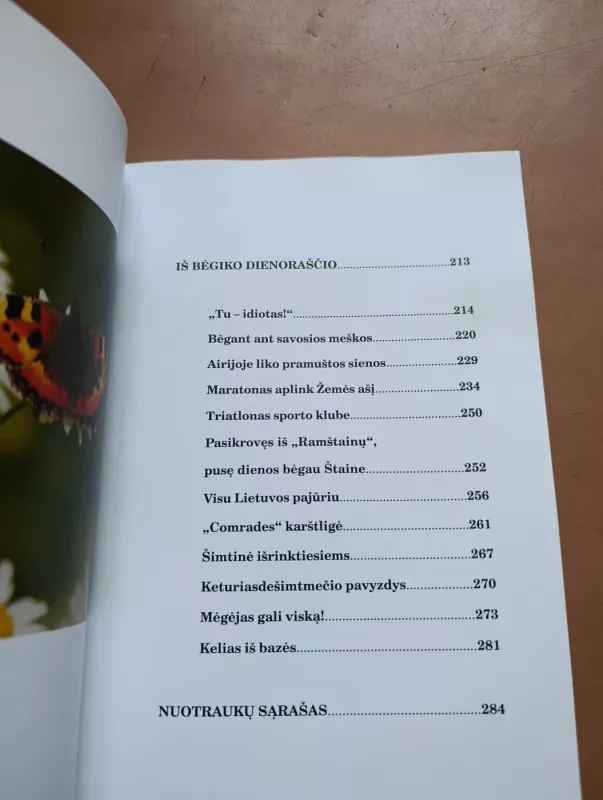 IŠ BĖGIKO DIENORAŠČIO..............................213
„Tu – idiotas!“..............................214
Bėgant ant savosios meškos..............................220
Airijoje liko pramuštos sienos..............................229
Maratonas aplink Žemės ašį..............................234
Triatlonas sporto klube..............................250
Pasikrovęs iš „Ramštainų“,
pusę dienos bėgau Štaine..............................252
Visu Lietuvos pajūriu..............................256
„Comrades“ karštligė..............................261
Šimtinė išrinktiesiems..............................267
Keturiasdešimtmečio pavyzdys..............................270
Mėgėjas gali viską!..............................273
Kelias iš bazės..............................281
NUOTRAUKŲ SĄRAŠAS..............................284